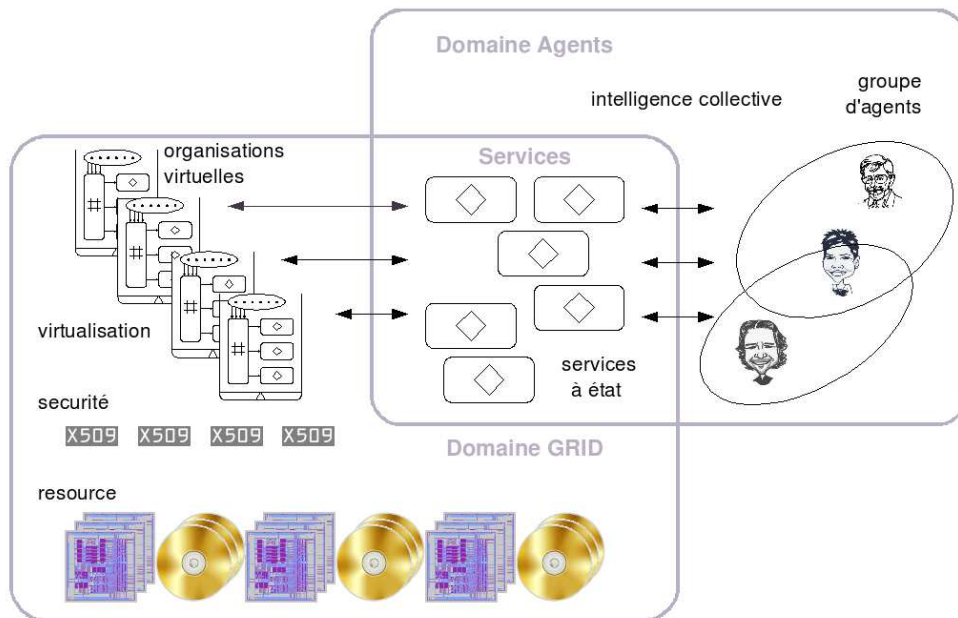 Domaine Agents
intelligence collective
groupe
d'agents
organisations
virtuelles
Services
virtualisation
services
à état
securité
X509 X509 X509 X509
Domaine GRID
resource